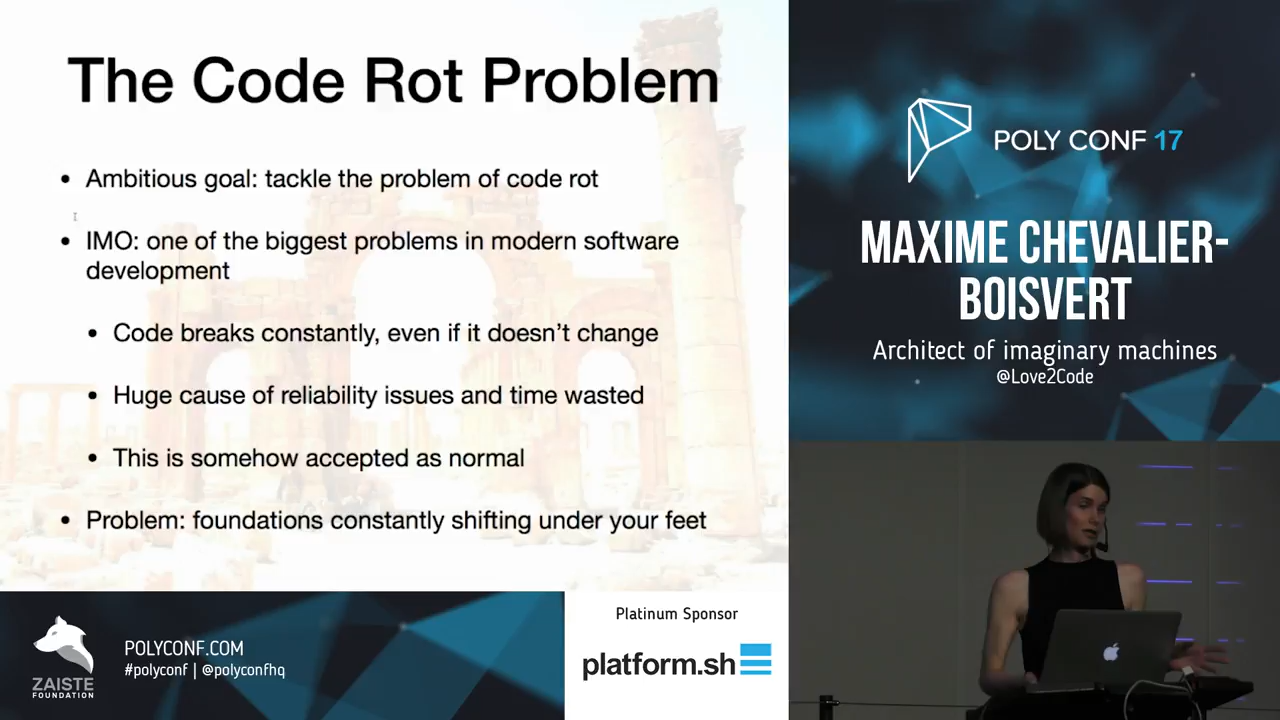 The Code Rot Problem
• Ambitious goal: tackle the problem of code rot
• IMO: one of the biggest problems in modern software
development
• Code breaks constantly, even if it doesn’t change
• Huge cause of reliability issues and time wasted
• This is somehow accepted as normal
• Problem: foundations constantly shifting under your feet
POLY CONF 17
MAXIME CHEVALIER-
BOISVERT
Architect of imaginary machines
@Love2Code
ZAISTE
FOUNDATION
POLYCONF.COM
#polyconf | @polyconfhq
Platinum Sponsor
platform.sh